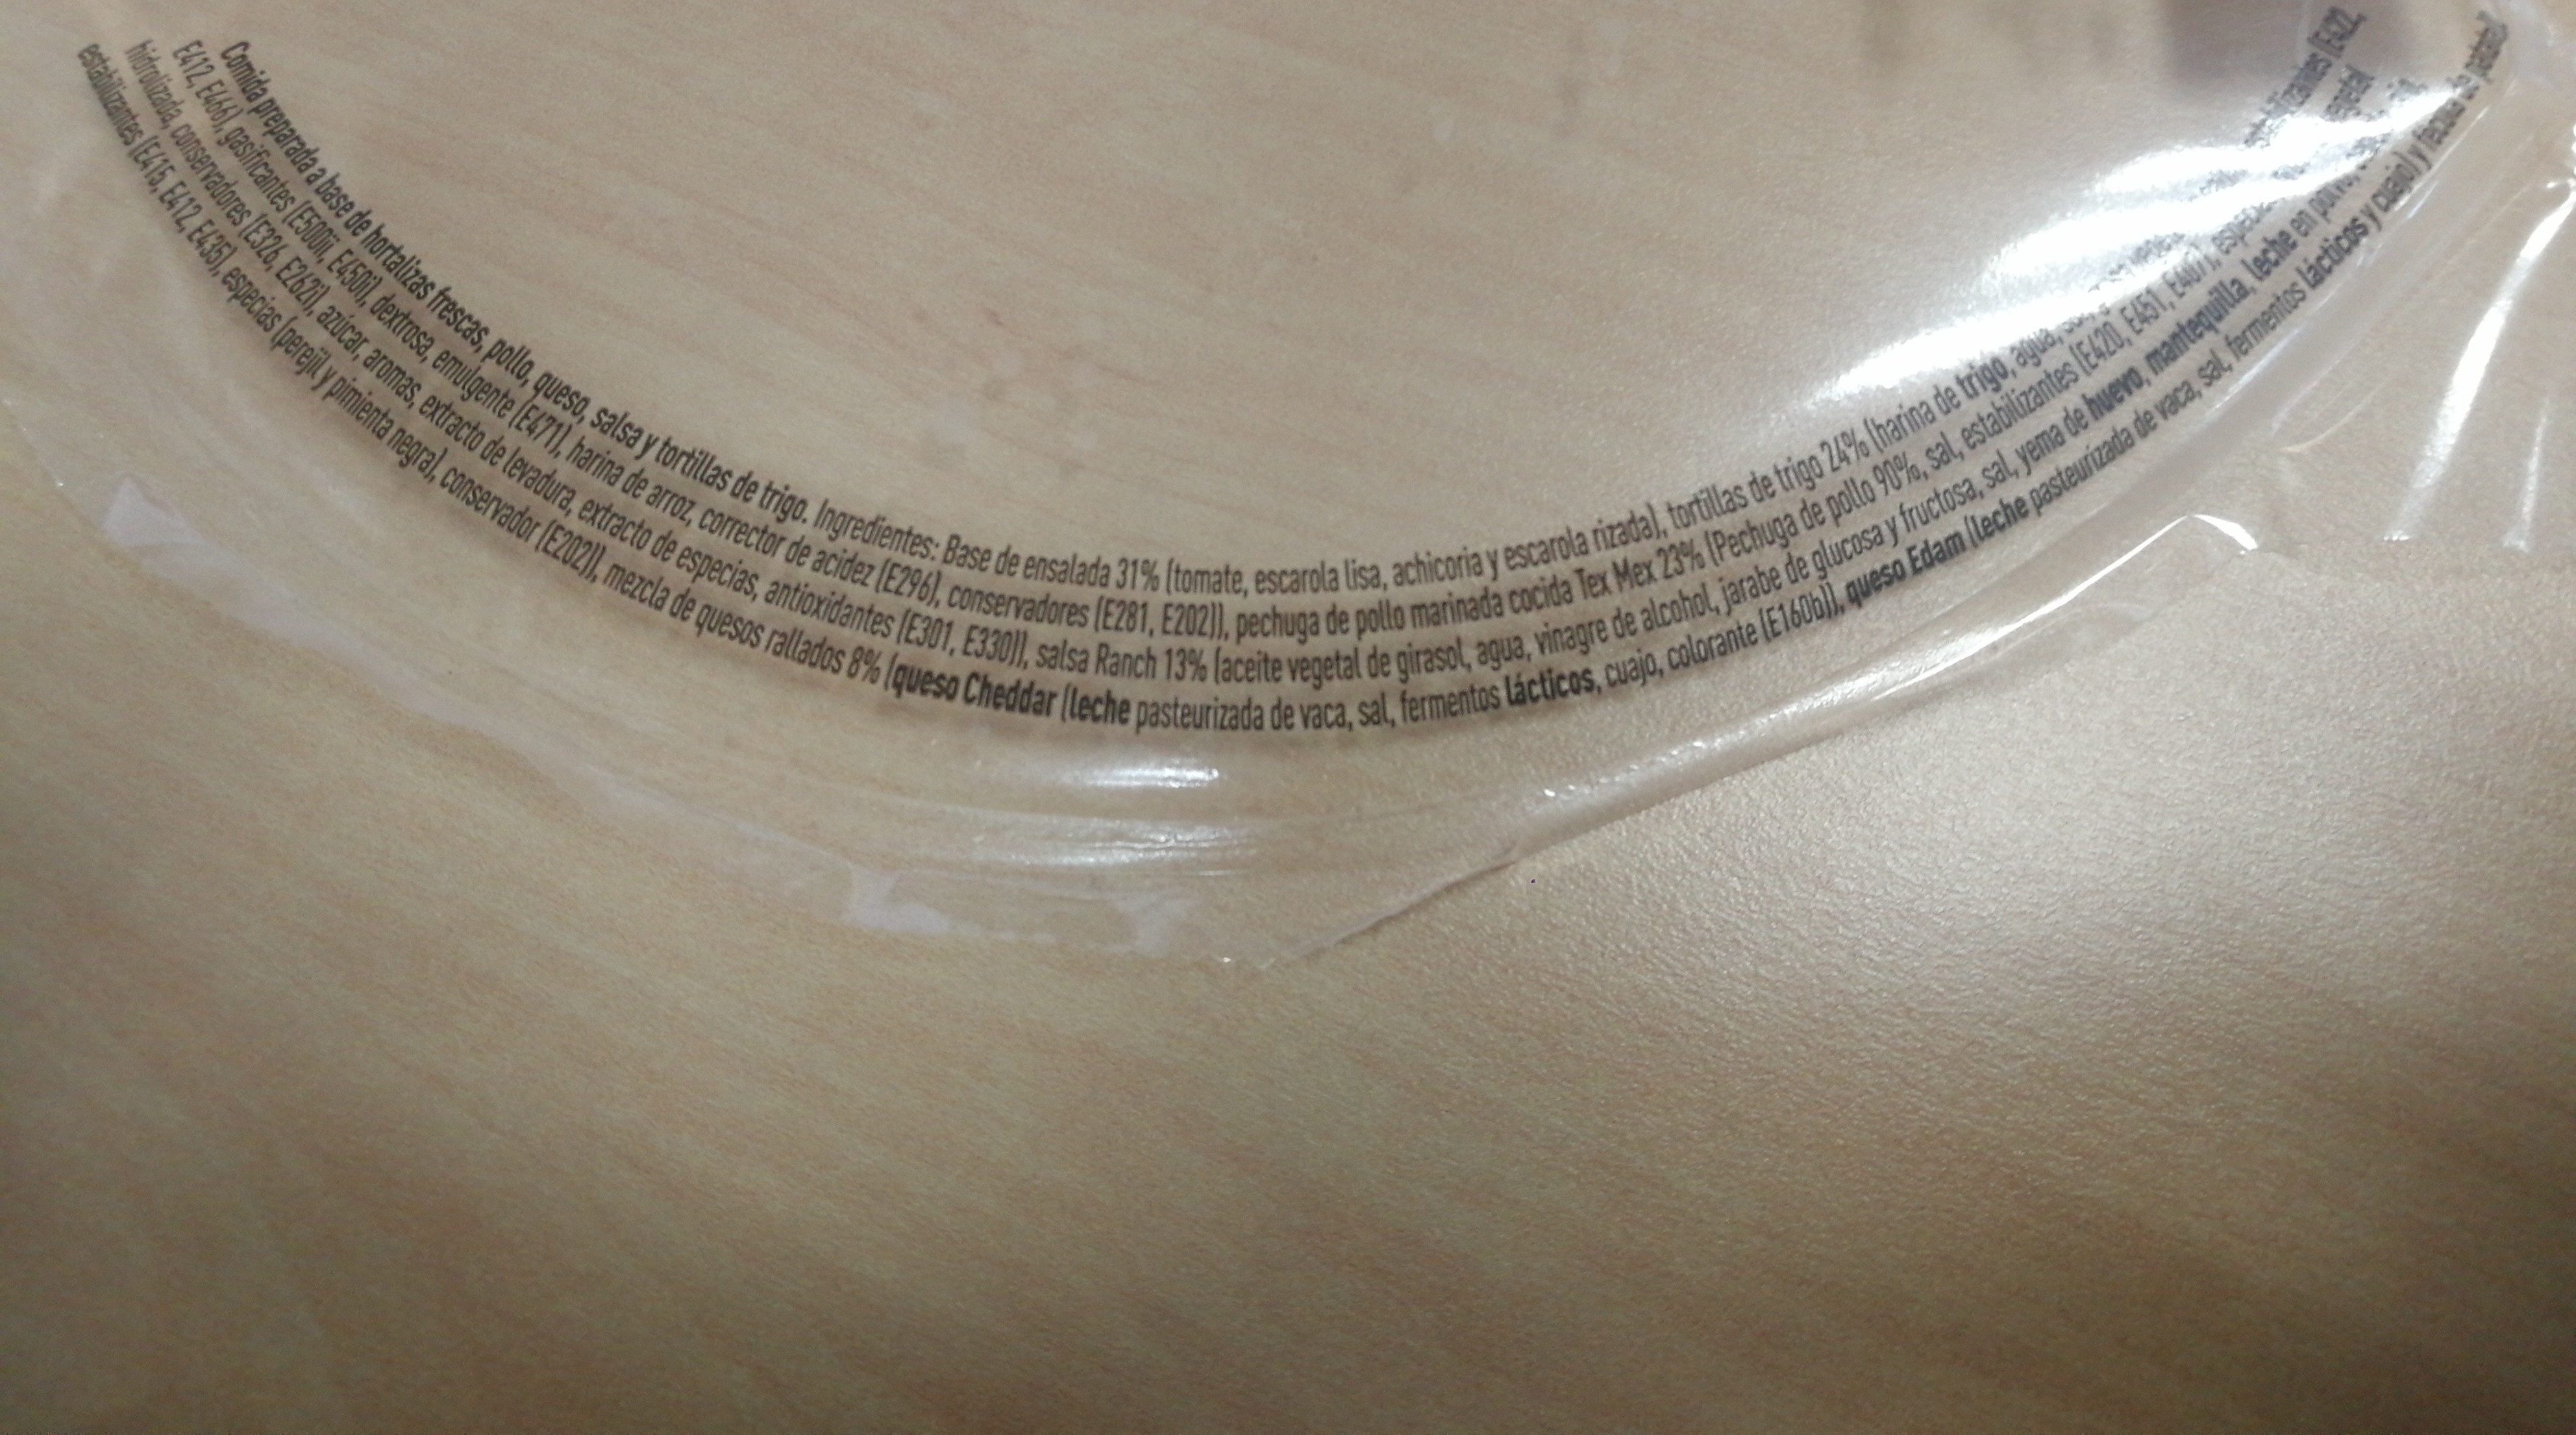 Comida preparada a base de hortalizas frescas, pollo, queso, salsa y tortillas de trigo. Ingredientes: Base de ensalada 31% (tomate, escarola lisa, achicoria y escarola rizada), tortillas de trigo 24% (harina de trigo, agua, estabilizantes (E422,
E412, E466), gasificantes (E500ii, E450i), dextrosa, emulgente (E471), harina de arroz, corrector de acidez (E296), conservadores (E281, E202)), pechuga de pollo marinada cocida Tex Mex 23% (Pechuga de pollo 90%, sal, estabilizantes (E420, E451, E407), vegetal
hidrolizada, conservadores (E326, E262i), azúcar, aromas, extracto de levadura, extracto de especias, antioxidantes (E301, E330)), salsa Ranch 13% (aceite vegetal de girasol, agua, vinagre de alcohol, jarabe de glucosa y fructosa, sal, yema de huevo, mantequilla, leche en polvo,
estabilizantes (E415, E412, E435), especias (perejil y pimienta negra), conservador (E202)), mezcla de quesos rallados 8% (queso Cheddar (leche pasteurizada de vaca, sal, fermentos lácticos, cuajo, colorante (E160b)), queso Edam (leche pasteurizada de vaca, sal, fermentos lácticos y cuajo) y fécula de patata)